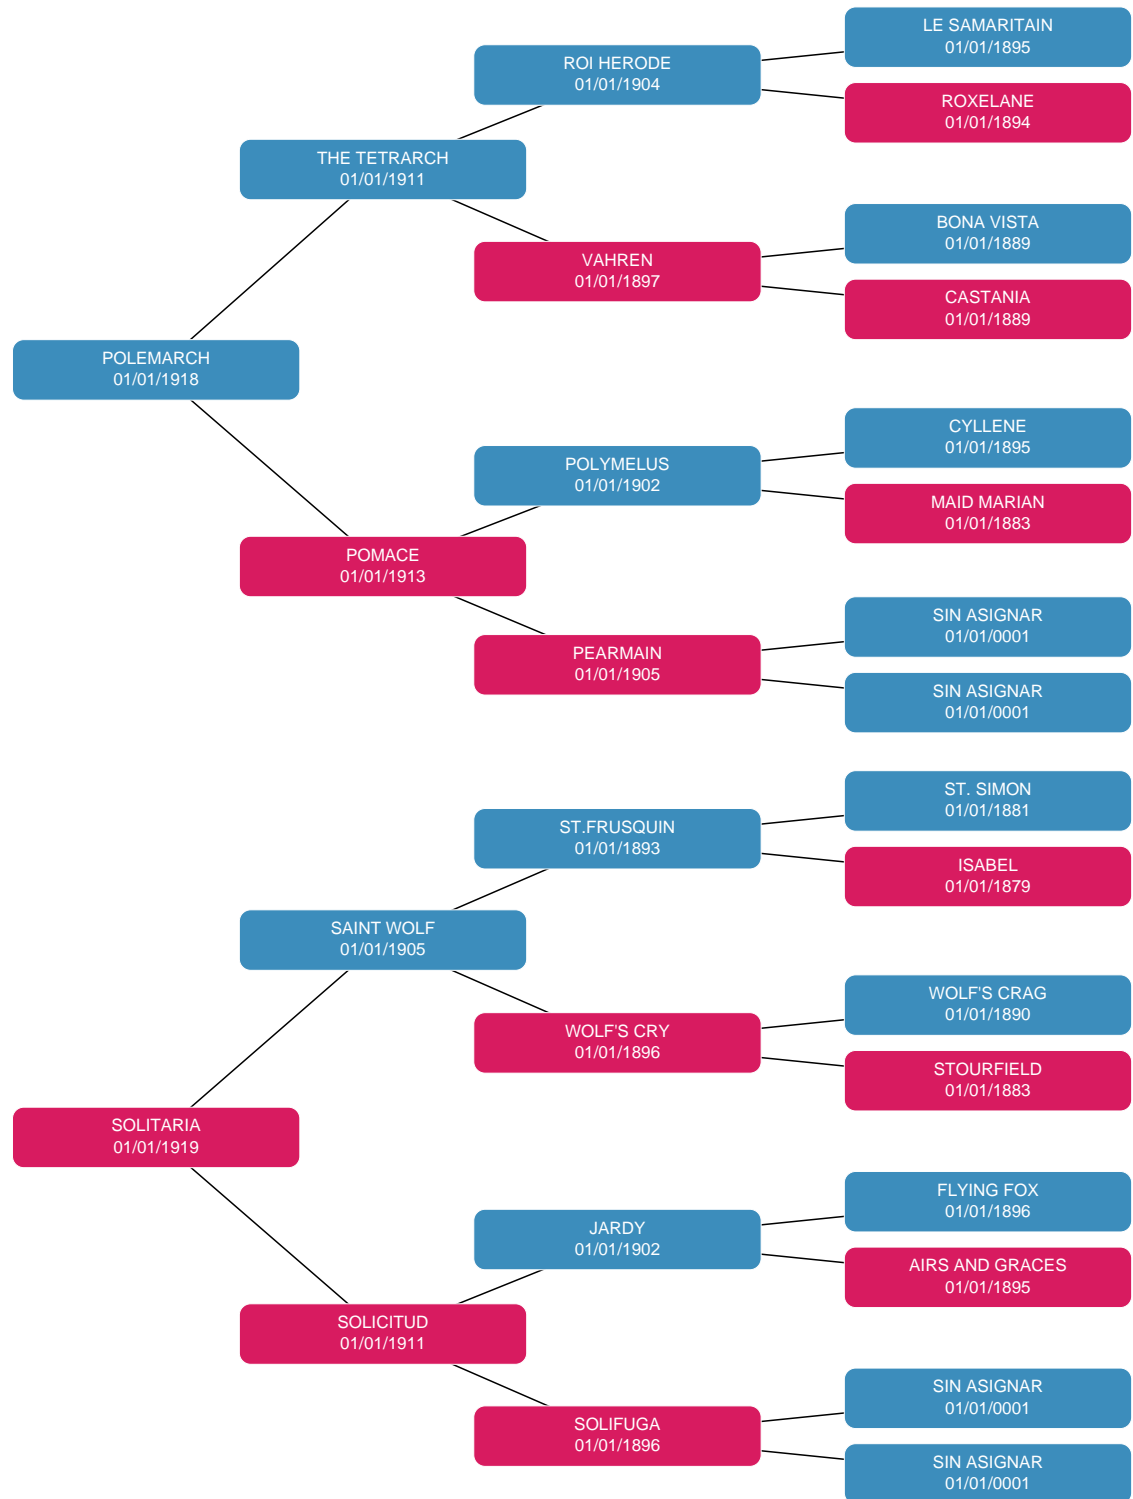 LE SAMARITAIN
01/01/1895
ROI HERODE
01/01/1904
ROXELANE
01/01/1894
THE TETRARCH
01/01/1911
BONA VISTA
01/01/1889
VAHREN
01/01/1897
CASTANIA
01/01/1889
POLEMARCH
01/01/1918
CYLLENE
01/01/1895
POLYMELUS
01/01/1902
MAID MARIAN
01/01/1883
POMACE
01/01/1913
SIN ASIGNAR
01/01/0001
PEARMAIN
01/01/1905
SIN ASIGNAR
01/01/0001
ST. SIMON
01/01/1881
ST.FRUSQUIN
01/01/1893
ISABEL
01/01/1879
SAINT WOLF
01/01/1905
WOLF'S CRAG
01/01/1890
WOLF'S CRY
01/01/1896
STOURFIELD
01/01/1883
SOLITARIA
01/01/1919
FLYING FOX
01/01/1896
JARDY
01/01/1902
AIRS AND GRACES
01/01/1895
SOLICITUD
01/01/1911
SIN ASIGNAR
01/01/0001
SOLIFUGA
01/01/1896
SIN ASIGNAR
01/01/0001